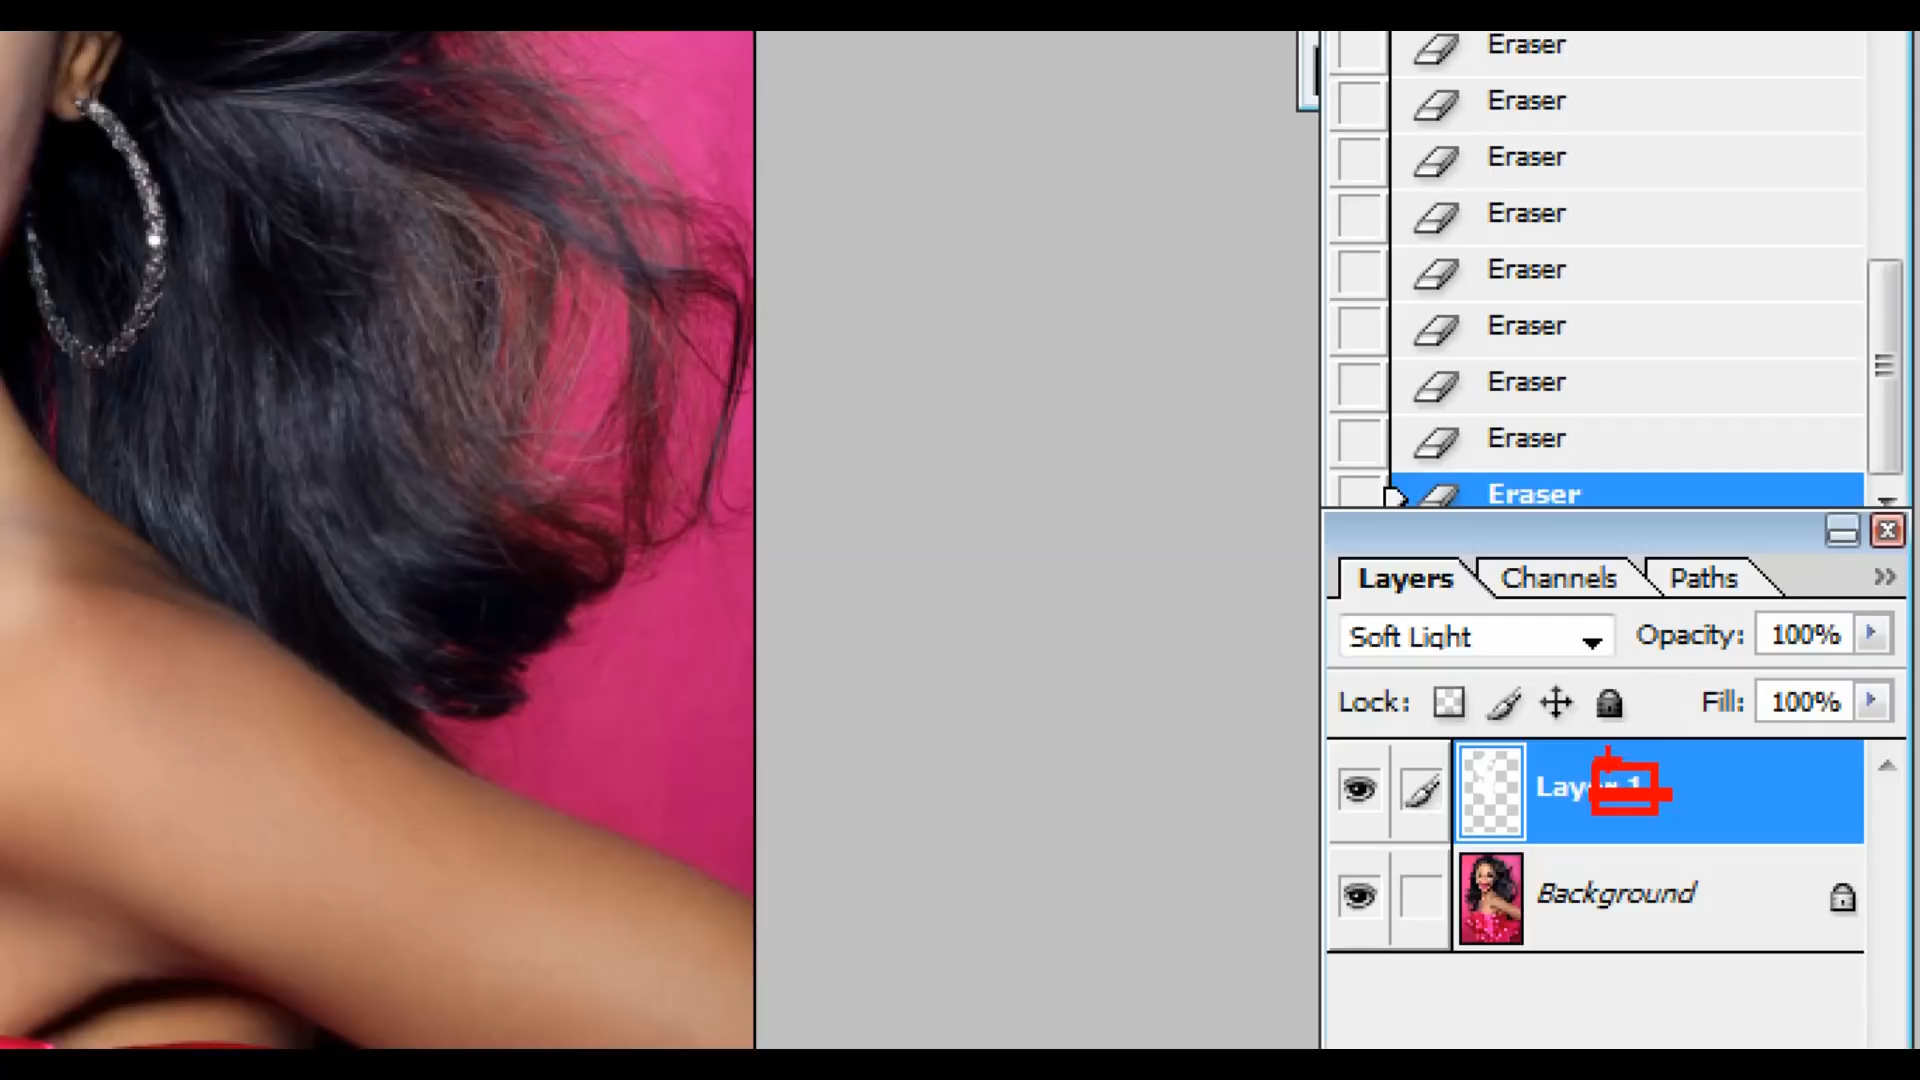 Eraser
Eraser
Eraser
Eraser
Eraser
Eraser
Eraser
Eraser
Eraser
Layers Channels Paths
Soft Light Opacity: 100%
Lock: Fill: 100%
Layer 1
Background